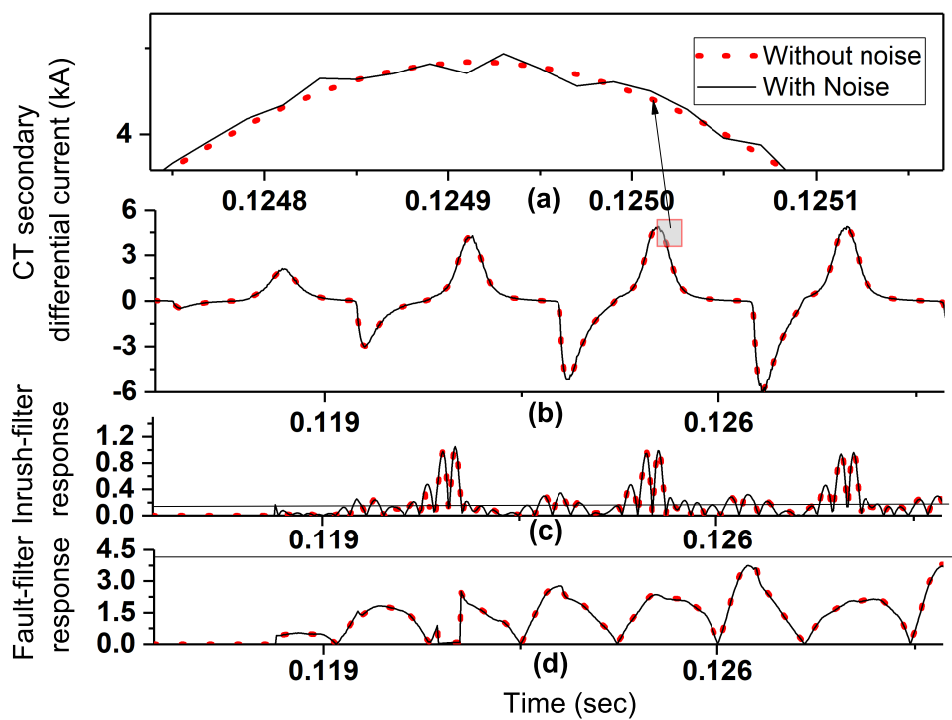 Without noise
With Noise
4
0.1248 0.1249 (a) 0.1250 0.1251
CT secondary
differential current (kA)
6
3
0
-3
-6
(b)
0.119 0.126
Inrush-filter
response
1.2
0.8
0.4
0.0
0.119 (c) 0.126
Fault-filter
response
4.5
3.0
1.5
0.0
0.119 (d) 0.126
Time (sec)